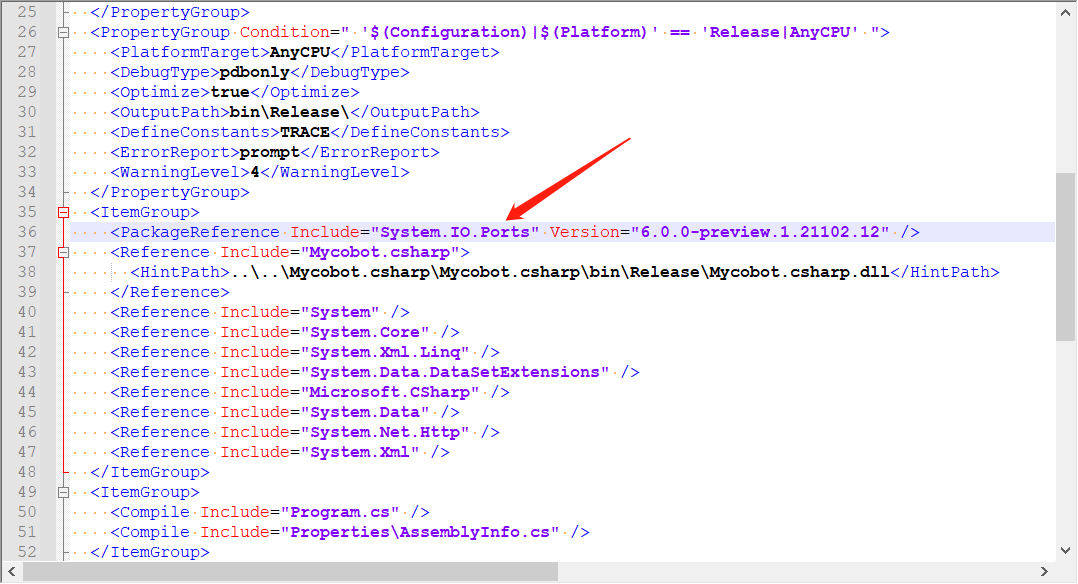 25 </PropertyGroup>
26 <PropertyGroup Condition=" '$(Configuration)|$(Platform)' == 'Release|AnyCPU' ">
27 <PlatformTarget>AnyCPU</PlatformTarget>
28 <DebugType>pdbonly</DebugType>
29 <Optimize>true</Optimize>
30 <OutputPath>bin\Release\</OutputPath>
31 <DefineConstants>TRACE</DefineConstants>
32 <ErrorReport>prompt</ErrorReport>
33 <WarningLevel>4</WarningLevel>
34 </PropertyGroup>
35 <ItemGroup>
36 <PackageReference Include="System.IO.Ports" Version="6.0.0-preview.1.21102.12" />
37 <Reference Include="Mycobot.csharp">
38 <HintPath>..\..\Mycobot.csharp\Mycobot.csharp\bin\Release\Mycobot.csharp.dll</HintPath>
39 </Reference>
40 <Reference Include="System" />
41 <Reference Include="System.Core" />
42 <Reference Include="System.Xml.Linq" />
43 <Reference Include="System.Data.DataSetExtensions" />
44 <Reference Include="Microsoft.CSharp" />
45 <Reference Include="System.Data" />
46 <Reference Include="System.Net.Http" />
47 <Reference Include="System.Xml" />
48 </ItemGroup>
49 <ItemGroup>
50 <Compile Include="Program.cs" />
51 <Compile Include="Properties\AssemblyInfo.cs" />
52 </ItemGroup>